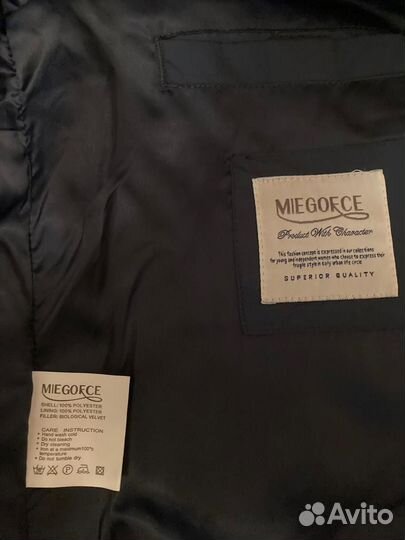 MIEGOFCE
Product With Character
This fashion concept is expressed in our collections
for young and independent women who choose to express their
frugile style in daily urban life circle
SUPERIOR QUALITY
MIEGOFCE
SHELL: 100% POLYESTER
LINING: 100% POLYESTER
FILLER: BIOLOGICAL VELVET
CARE INSTRUCTION
• Hand wash cold
• Do not bleach
• Dry cleaning
• Iron at a maximum100°c
temperature
• Do not tumble dry
Avito